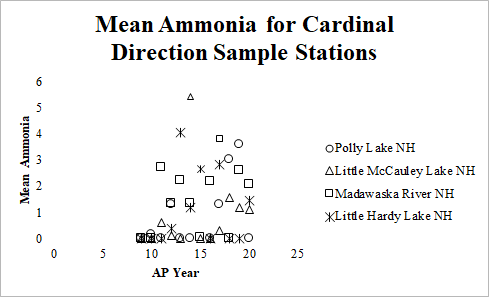 Mean Ammonia for Cardinal
Direction Sample Stations
6
5
4
3
2
1
0
0 5 10 15 20 25
Mean Ammonia
AP Year
Polly Lake NH
Little McCauley Lake NH
Madawaska River NH
Little Hardy Lake NH